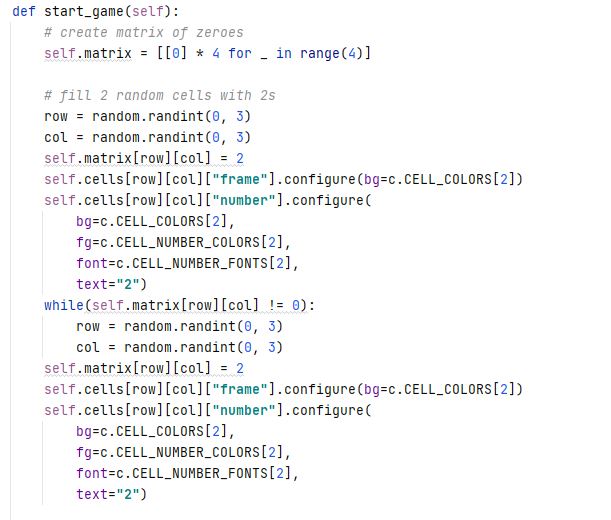 def start_game(self):
    # create matrix of zeroes
    self.matrix = [[0] * 4 for _ in range(4)]

    # fill 2 random cells with 2s
    row = random.randint(0, 3)
    col = random.randint(0, 3)
    self.matrix[row][col] = 2
    self.cells[row][col]["frame"].configure(bg=c.CELL_COLORS[2])
    self.cells[row][col]["number"].configure(
        bg=c.CELL_COLORS[2],
        fg=c.CELL_NUMBER_COLORS[2],
        font=c.CELL_NUMBER_FONTS[2],
        text="2")
    while(self.matrix[row][col] != 0):
        row = random.randint(0, 3)
        col = random.randint(0, 3)
    self.matrix[row][col] = 2
    self.cells[row][col]["frame"].configure(bg=c.CELL_COLORS[2])
    self.cells[row][col]["number"].configure(
        bg=c.CELL_COLORS[2],
        fg=c.CELL_NUMBER_COLORS[2],
        font=c.CELL_NUMBER_FONTS[2],
        text="2")